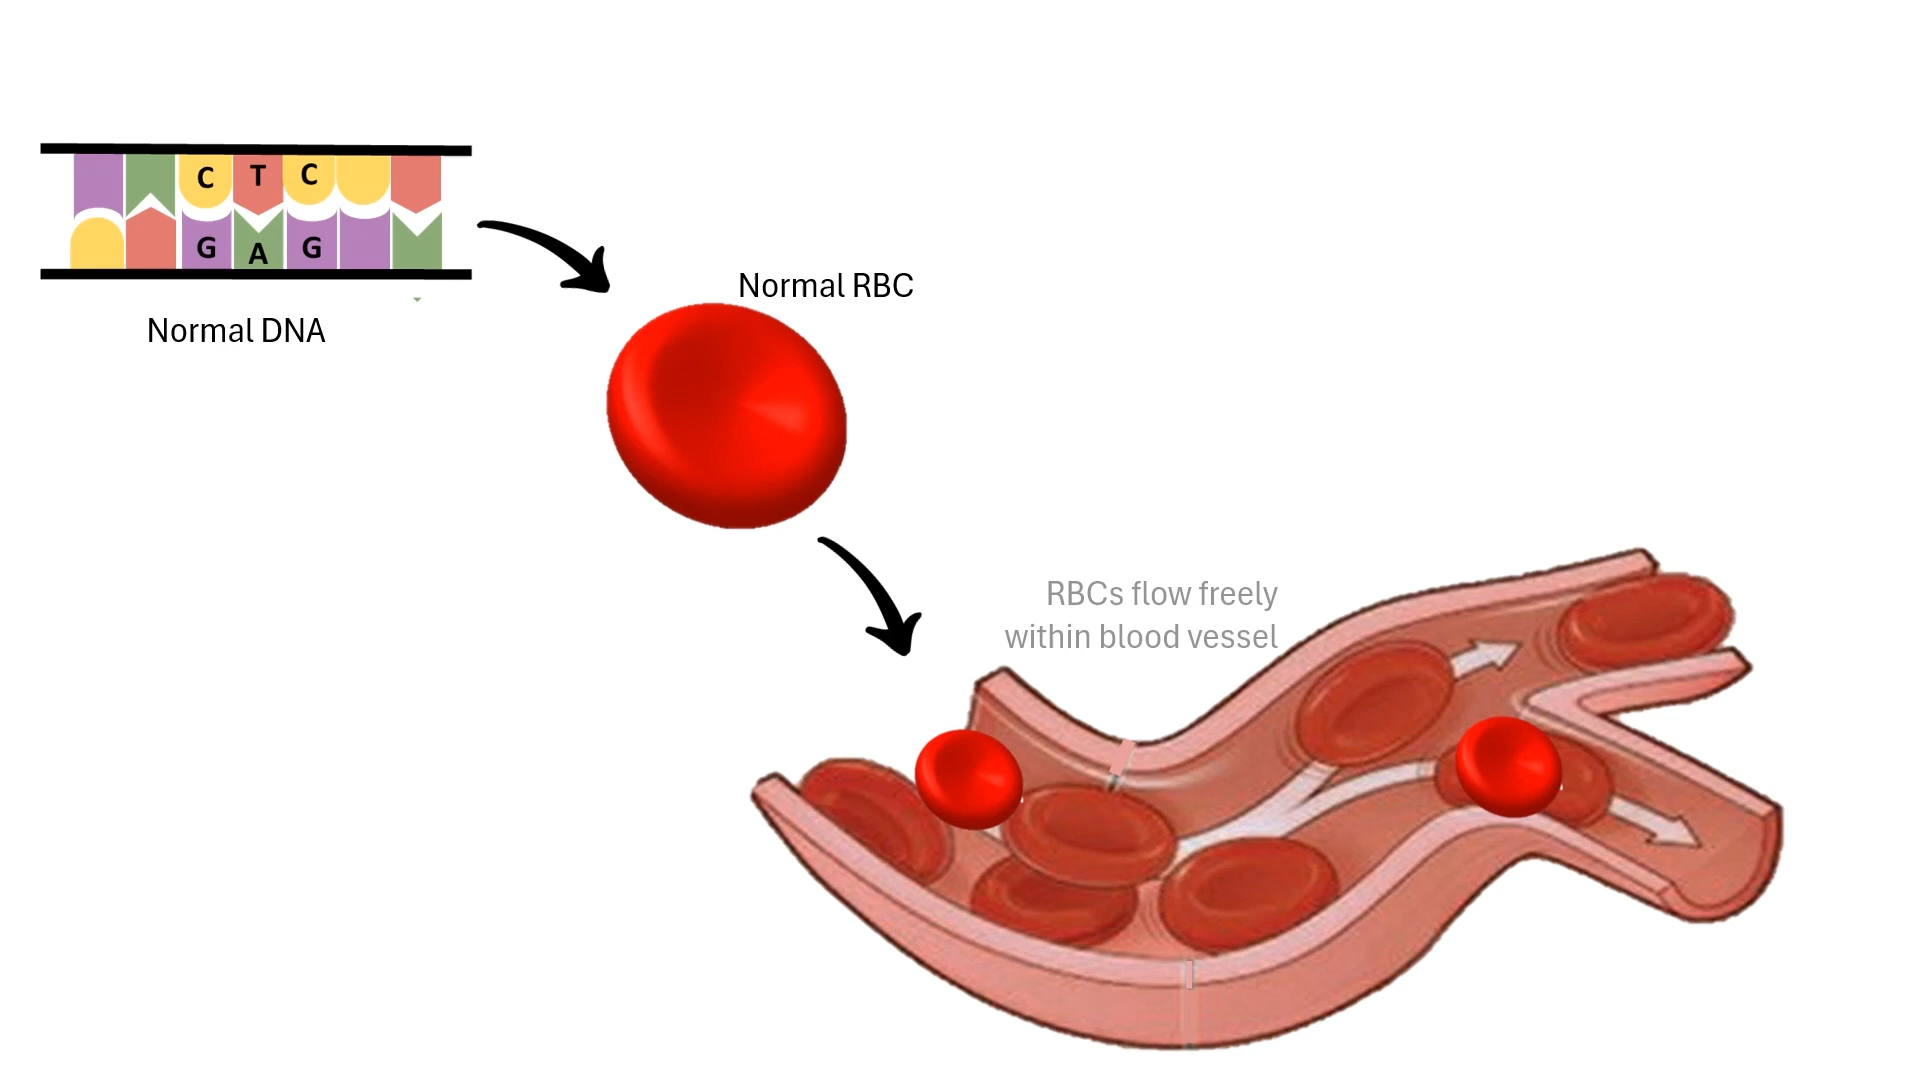 C T C
G A G
Normal DNA
Normal RBC
RBCs flow freely
within blood vessel